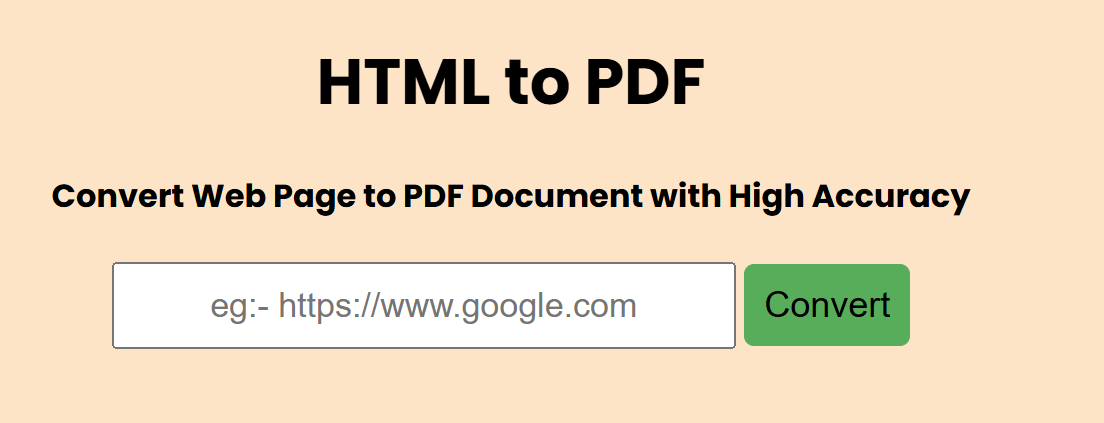 HTML to PDF
Convert Web Page to PDF Document with High Accuracy
eg:- https://www.google.com
Convert